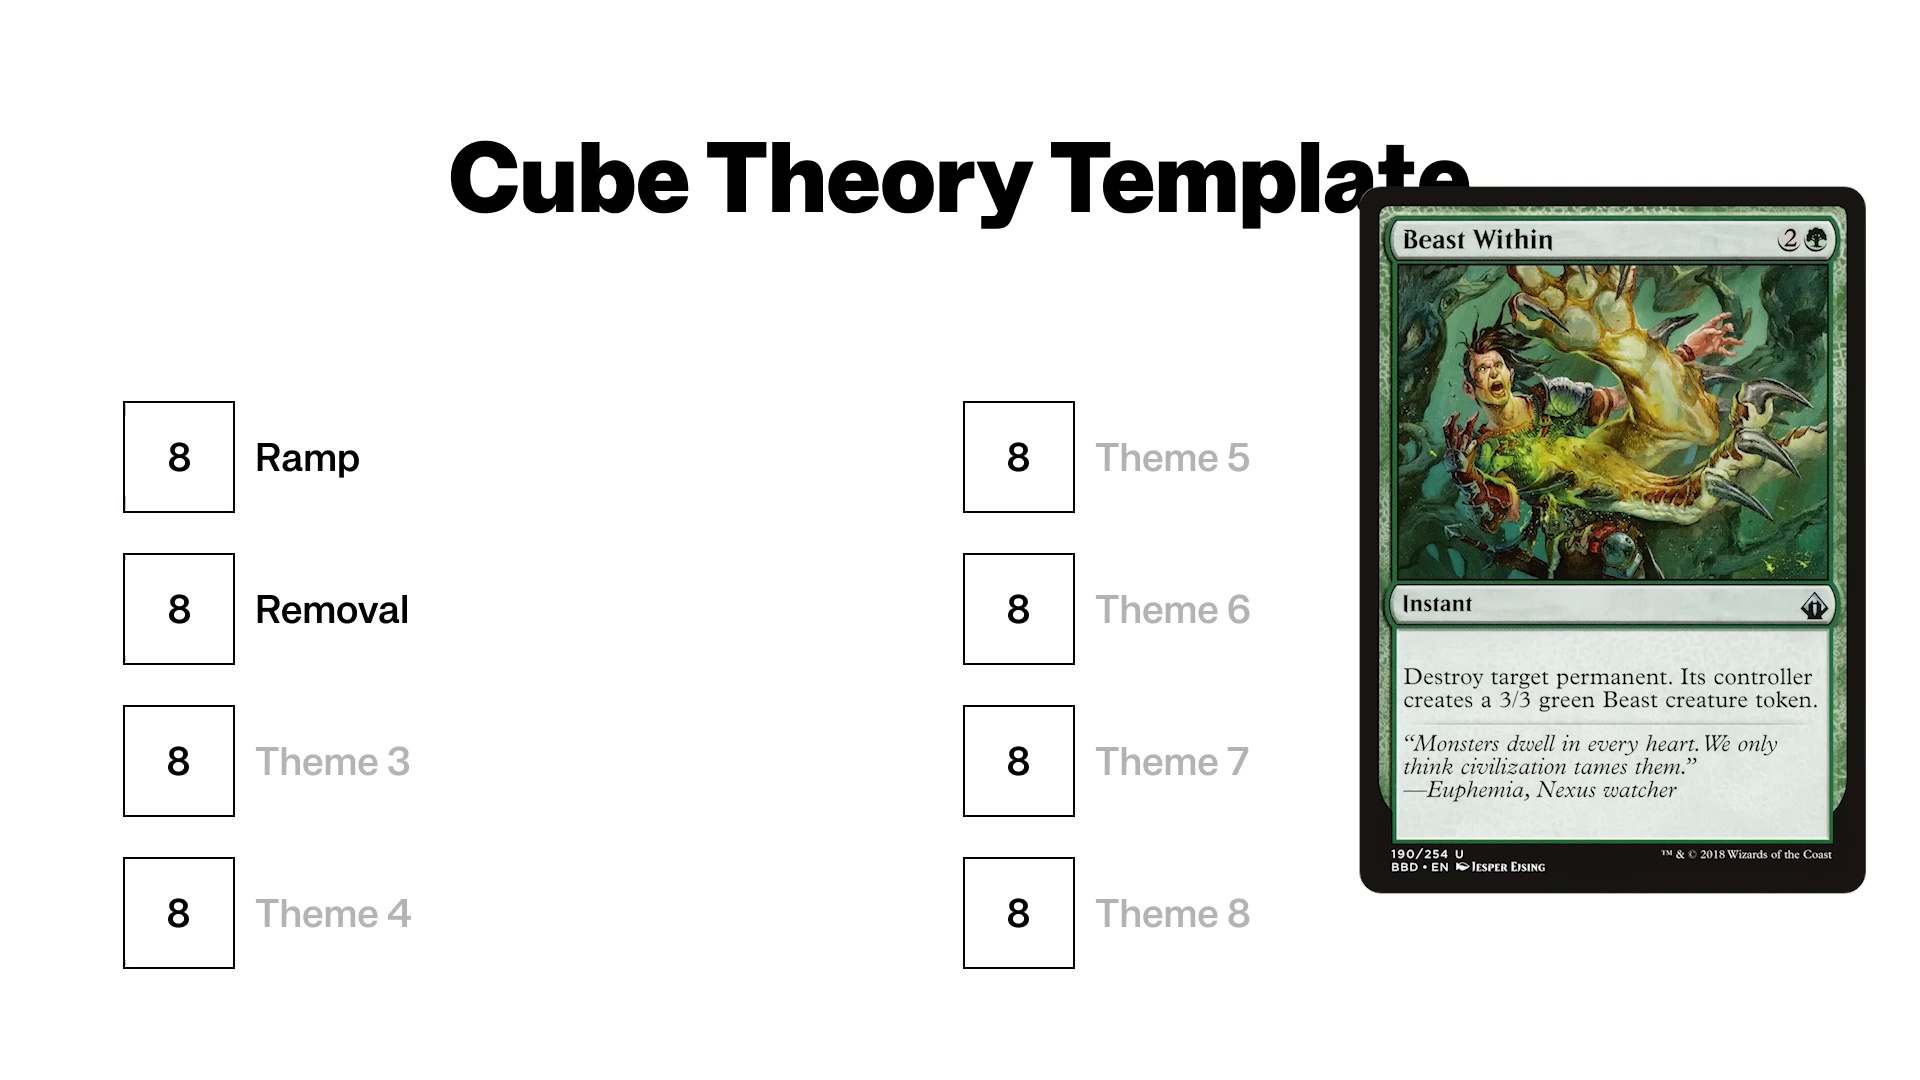 Cube Theory Template
8 Ramp
8 Removal
8 Theme 3
8 Theme 4
8 Theme 5
8 Theme 6
8 Theme 7
8 Theme 8
Beast Within 2
Instant
Destroy target permanent. Its controller
creates a 3/3 green Beast creature token.
“Monsters dwell in every heart. We only
think civilization tames them.”
—Euphemia, Nexus watcher
190/254 U
BBD • EN Jesper Ejsing
™ & © 2018 Wizards of the Coast